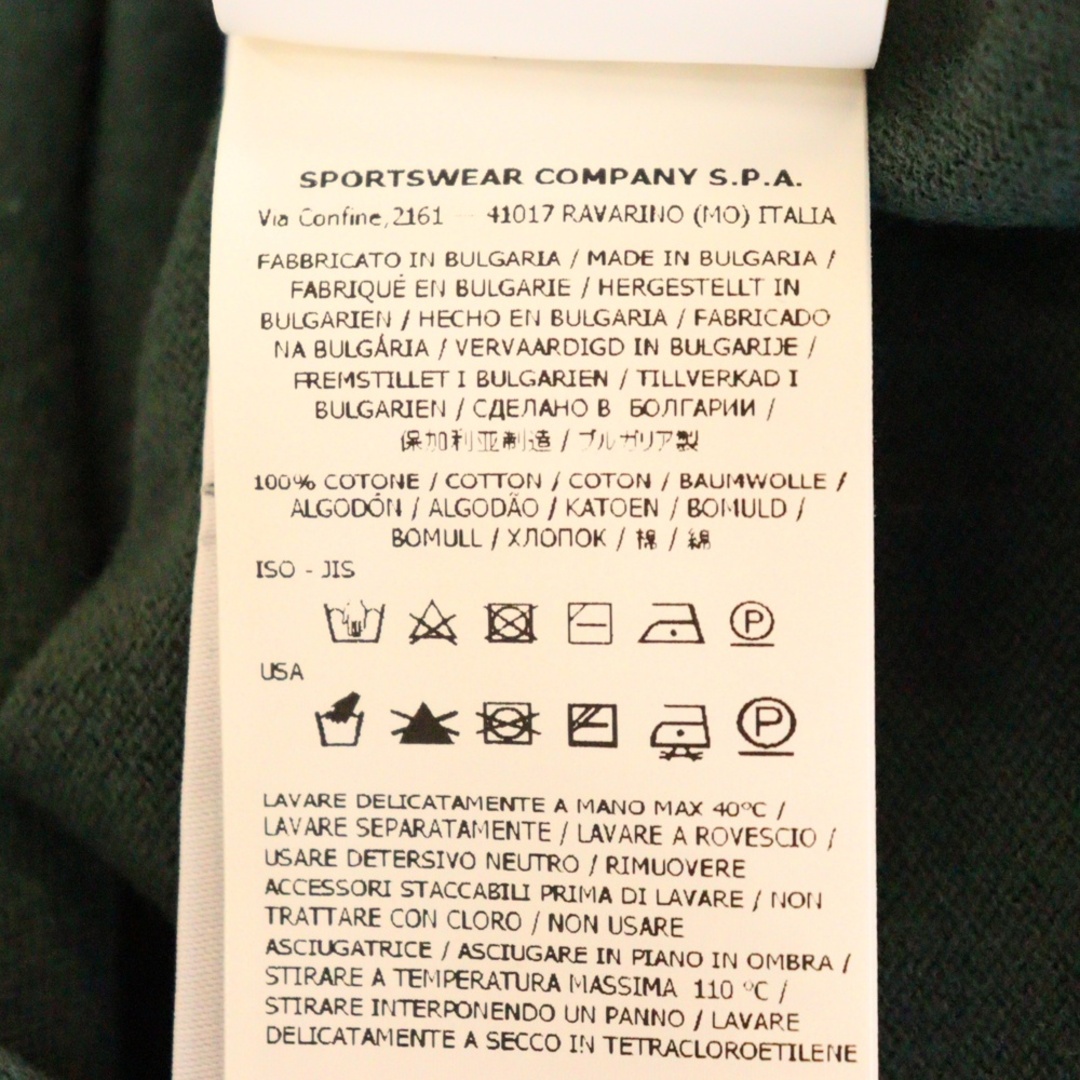 SPORTSWEAR COMPANY S.P.A.
Via Confine, 2161 41017 RAVARINO (MO) ITALIA
FABBRICATO IN BULGARIA / MADE IN BULGARIA /
FABRIQUÉ EN BULGARIE / HERGESTELLT IN
BULGARIEN / HECHO EN BULGARIA / FABRICADO
NA BULGÁRIA / VERVAARDIGD IN BULGARIJE /
FREMSTILLET I BULGARIEN / TILLVERKAD I
BULGARIEN / СДЕЛАНО В БОЛГАРИИ /
保加利亚制造 / ブルガリア製
100% COTONE / COTTON / COTON / BAUMWOLLE /
ALGODÓN / ALGODÃO / KATOEN / BOMULD /
BOMULL / ХЛОПОК / 棉 / 綿
ISO - JIS
P
USA
P
LAVARE DELICATAMENTE A MANO MAX 40°C /
LAVARE SEPARATAMENTE / LAVARE A ROVESCIO /
USARE DETERSIVO NEUTRO / RIMUOVERE
ACCESSORI STACCABILI PRIMA DI LAVARE / NON
TRATTARE CON CLORO / NON USARE
ASCIUGATRICE / ASCIUGARE IN PIANO IN OMBRA /
STIRARE A TEMPERATURA MASSIMA 110 °C /
STIRARE INTERPONENDO UN PANNO / LAVARE
DELICATAMENTE A SECCO IN TETRACLOROETILENE